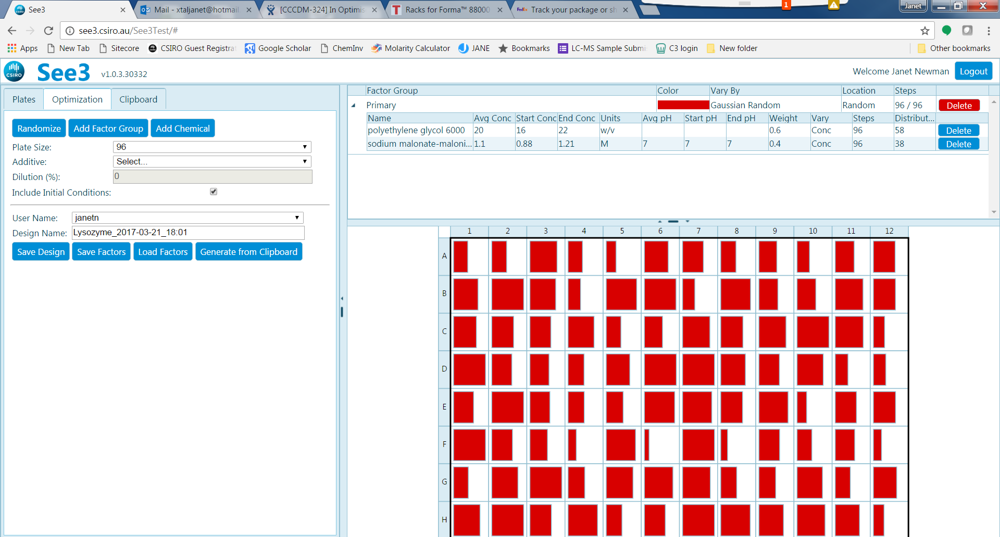 See3
Mail - xtaljanet@hotmail
[CCCDM-324] In Optimis
Racks for Forma™ 88000
FedEx Track your package or sh
1
Janet
see3.csiro.au/See3Test/#
Apps
New Tab
Sitecore
CSIRO Guest Registra
Google Scholar
ChemInv
Molarity Calculator
JANE
Bookmarks
LC-MS Sample Submi
C3 login
New folder
Other bookmarks
CSIRO
See3 v1.0.3.30332
Welcome Janet Newman Logout
Plates Optimization Clipboard
Randomize Add Factor Group Add Chemical
Plate Size: 96
Additive: Select...
Dilution (%): 0
Include Initial Conditions:
User Name: janetn
Design Name: Lysozyme_2017-03-21_18:01
Save Design Save Factors Load Factors Generate from Clipboard
Factor Group Color Vary By Location Steps
Primary Gaussian Random Random 96 / 96 Delete
Name Avg Conc Start Conc End Conc Units Avg pH Start pH End pH Weight Vary Steps Distribut...
polyethylene glycol 6000 20 16 22 w/v 0.6 Conc 96 58 Delete
sodium malonate-maloni... 1.1 0.88 1.21 M 7 7 7 0.4 Conc 96 38 Delete
1 2 3 4 5 6 7 8 9 10 11 12
A
B
C
D
E
F
G
H